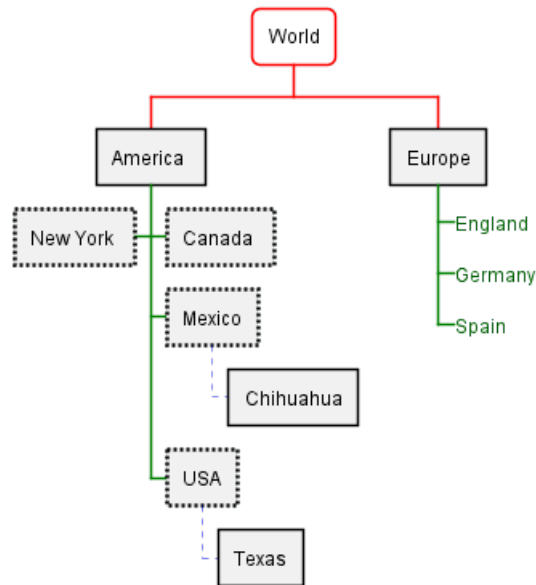 World
America
Europe
New York
Canada
England
Germany
Mexico
Spain
Chihuahua
USA
Texas